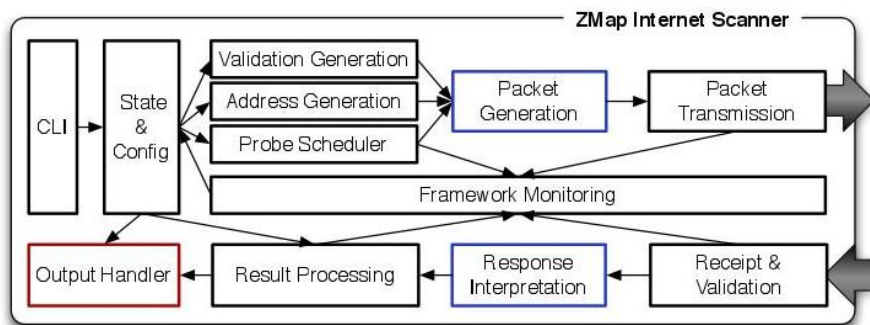 ZMap Internet Scanner
CLI
State
&
Config
Validation Generation
Address Generation
Probe Scheduler
Packet
Generation
Packet
Transmission
Framework Monitoring
Output Handler
Result Processing
Response
Interpretation
Receipt &
Validation